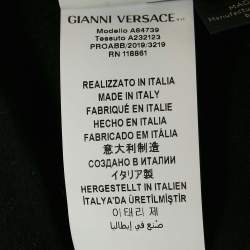 GIANNI VERSACE S.r.l.
Modello A84739
Tessuto A232123
PROABB/2019/3219
RN 116861
REALIZZATO IN ITALIA
MADE IN ITALY
FABRIQUÉ EN ITALIE
HECHO EN ITALIA
FABRICADO EM ITÁLIA
意大利制造
СОЗДАНО В ИТАЛИИ
イタリア製
HERGESTELLT IN ITALIEN
İTALYA'DA ÜRETİLMİŞTİR
이태리 제
صنع في إيطاليا